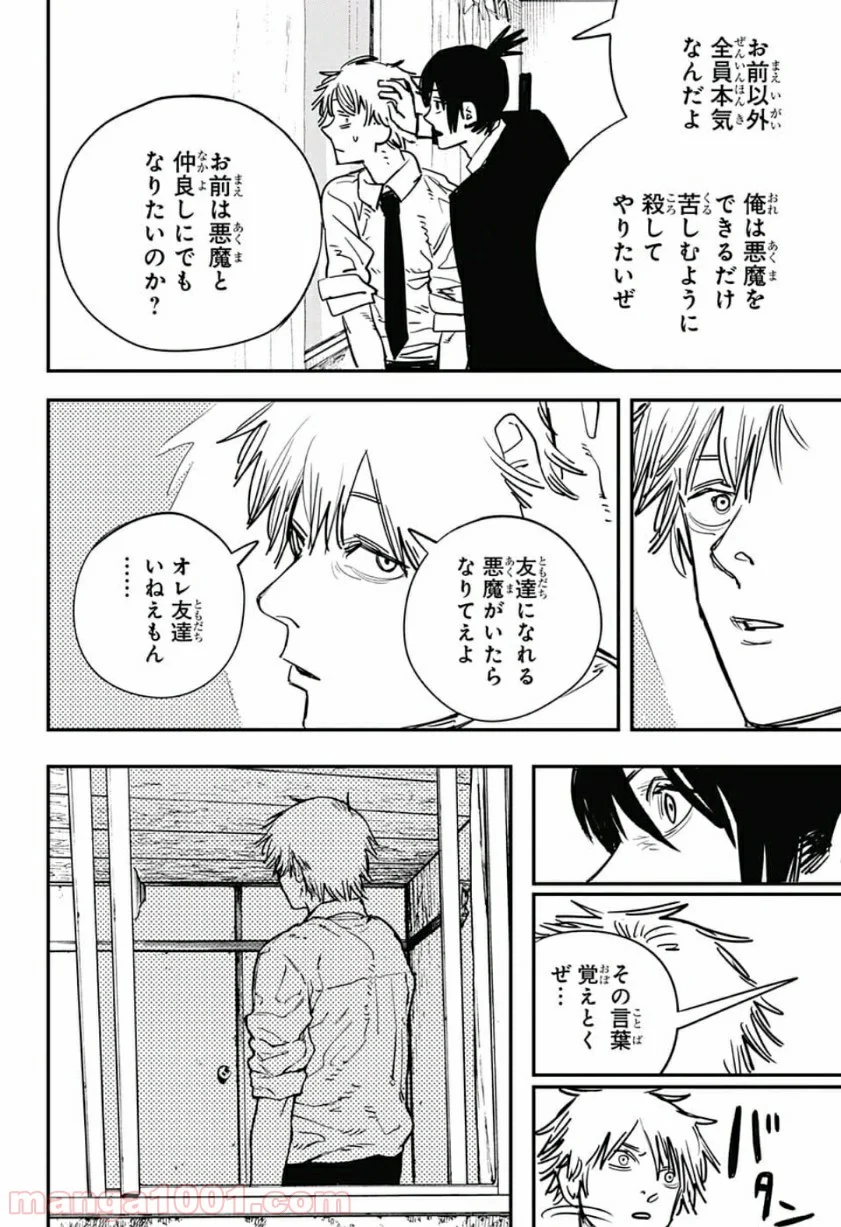 お前以外
全員本気
なんだよ
俺は悪魔を
できるだけ
苦しむように
殺して
やりたいぜ
お前は悪魔と
仲良しにでも
なりたいのか?
友達になれる
悪魔がいたら
なりてえよ
オレ友達
いねえもん
……
その言葉
覚えとく
ぜ…
バタン
manga1001.com